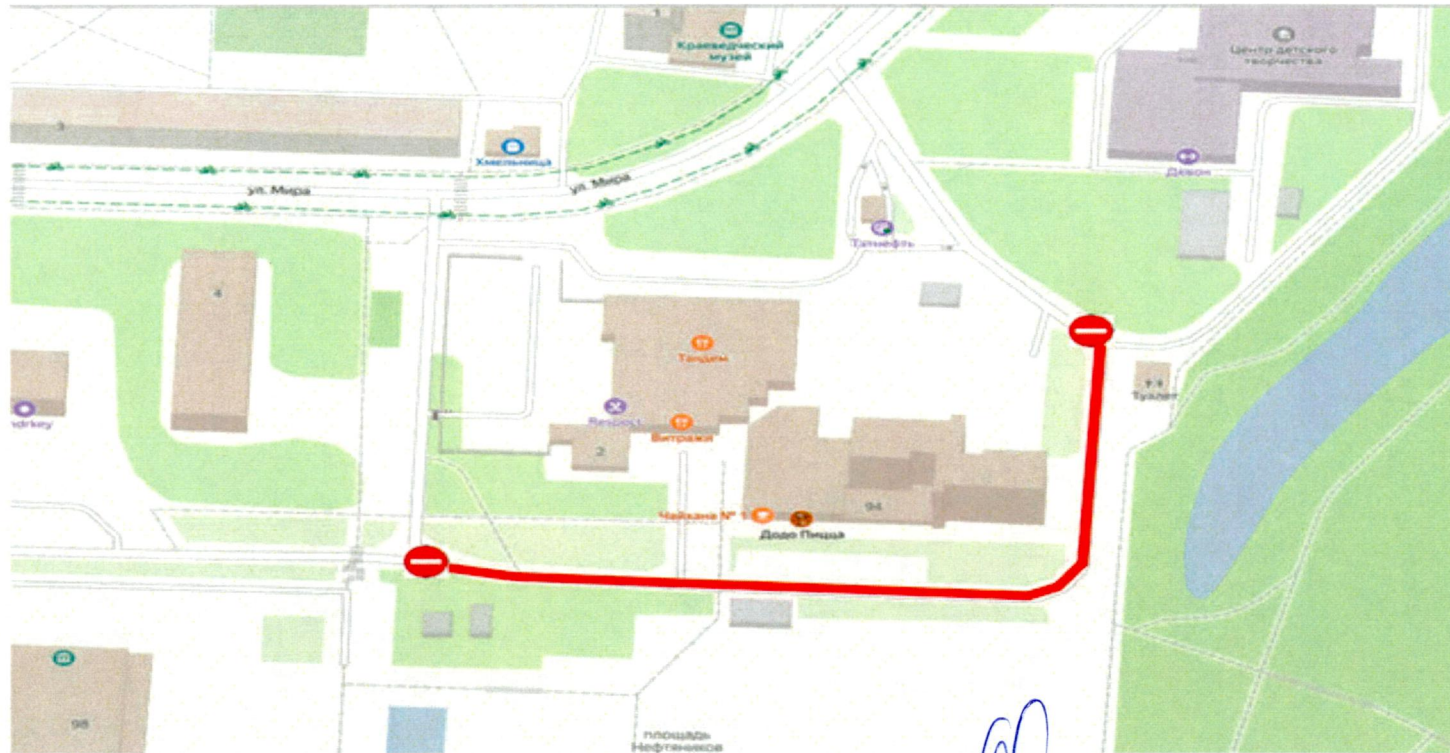 1
Краеведческий
музей
Центр детского
творчества
3
Хмельница
ул. Мира
ул. Мира
Девон
Татнефть
4
Тандем
Туалет
Respect
Витражи
2
94
Чайхана № 1
Додо Пицца
98
площадь
Нефтяников